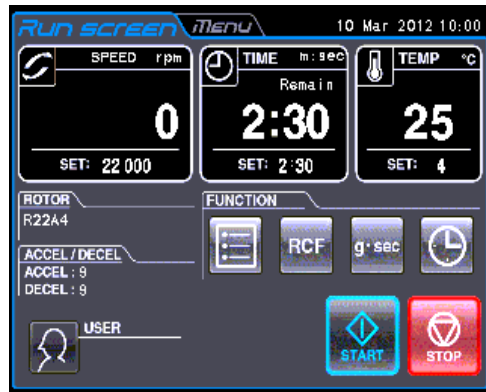 Run screen Menu 10 Mar 2012 10:00
SPEED rpm
0
SET: 22 000
TIME m:sec
Remain
2:30
SET: 2:30
TEMP °C
25
SET: 4
ROTOR
R22A4
ACCEL/DECEL
ACCEL : 9
DECEL : 9
FUNCTION
RCF
g·sec
USER
START
STOP